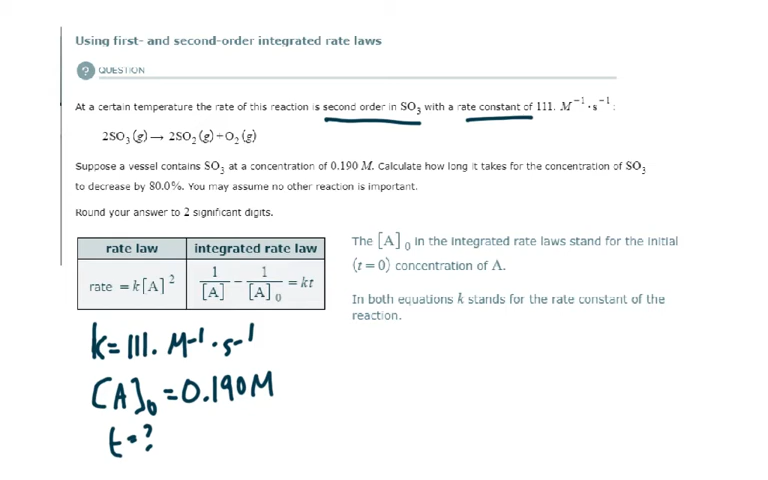 Using first- and second-order integrated rate laws
? QUESTION
At a certain temperature the rate of this reaction is second order in SO₃ with a rate constant of 111. M⁻¹·s⁻¹:
2SO₃(g) → 2SO₂(g)+O₂(g)
Suppose a vessel contains SO₃ at a concentration of 0.190 M. Calculate how long it takes for the concentration of SO₃
to decrease by 80.0%. You may assume no other reaction is important.
Round your answer to 2 significant digits.
rate law integrated rate law
rate = k[A]² 1/[A] − 1/[A]₀ = kt
The [A]₀ in the integrated rate laws stand for the initial
(t=0) concentration of A.
In both equations k stands for the rate constant of the
reaction.
k=111. M-1·s-1
[A]₀=0.190M
t=?